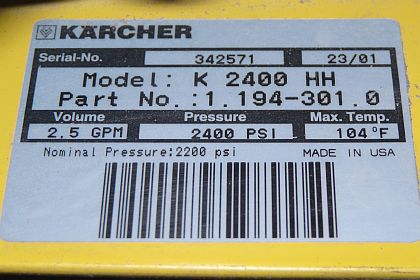 KÄRCHER
Serial-No. 342571 23/01
Model: K 2400 HH
Part No.:1.194-301.0
Volume Pressure Max. Temp.
2.5 GPM 2400 PSI 104°F
Nominal Pressure:2200 psi MADE IN USA